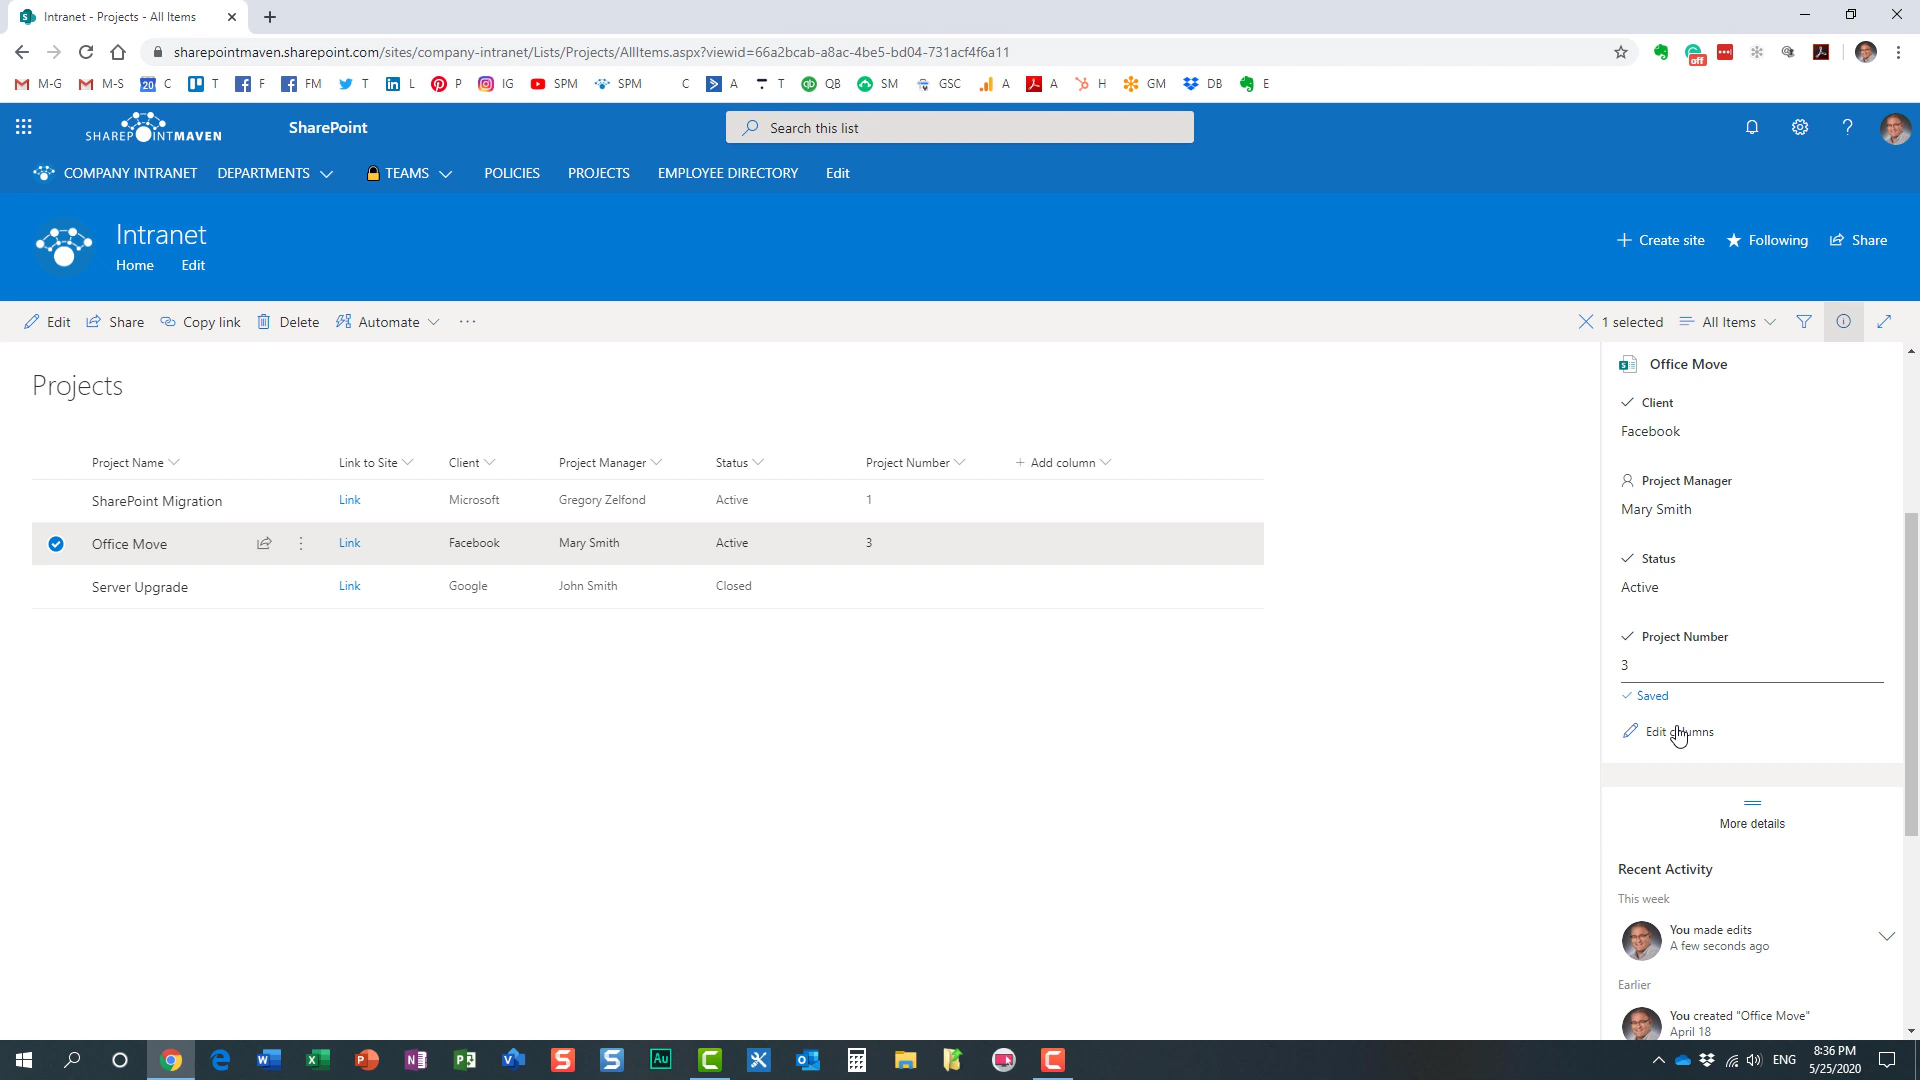 Intranet - Projects - All Items
sharepointmaven.sharepoint.com/sites/company-intranet/Lists/Projects/AllItems.aspx?viewid=66a2bcab-a8ac-4be5-bd04-731acf4f6a11
off
M-G M-S 20 C T F FM T L P IG SPM SPM C A T QB SM GSC A A H GM DB E
SHAREPOINTMAVEN SharePoint Search this list
COMPANY INTRANET DEPARTMENTS TEAMS POLICIES PROJECTS EMPLOYEE DIRECTORY Edit
Intranet
Home Edit
Create site Following Share
Edit Share Copy link Delete Automate ··· 1 selected All Items
Projects
Project Name Link to Site Client Project Manager Status Project Number + Add column
SharePoint Migration Link Microsoft Gregory Zelfond Active 1
Office Move Link Facebook Mary Smith Active 3
Server Upgrade Link Google John Smith Closed
Office Move
Client
Facebook
Project Manager
Mary Smith
Status
Active
Project Number
3
Saved
Edit columns
More details
Recent Activity
This week
You made edits
A few seconds ago
Earlier
You created "Office Move"
April 18
ENG
8:36 PM
5/25/2020